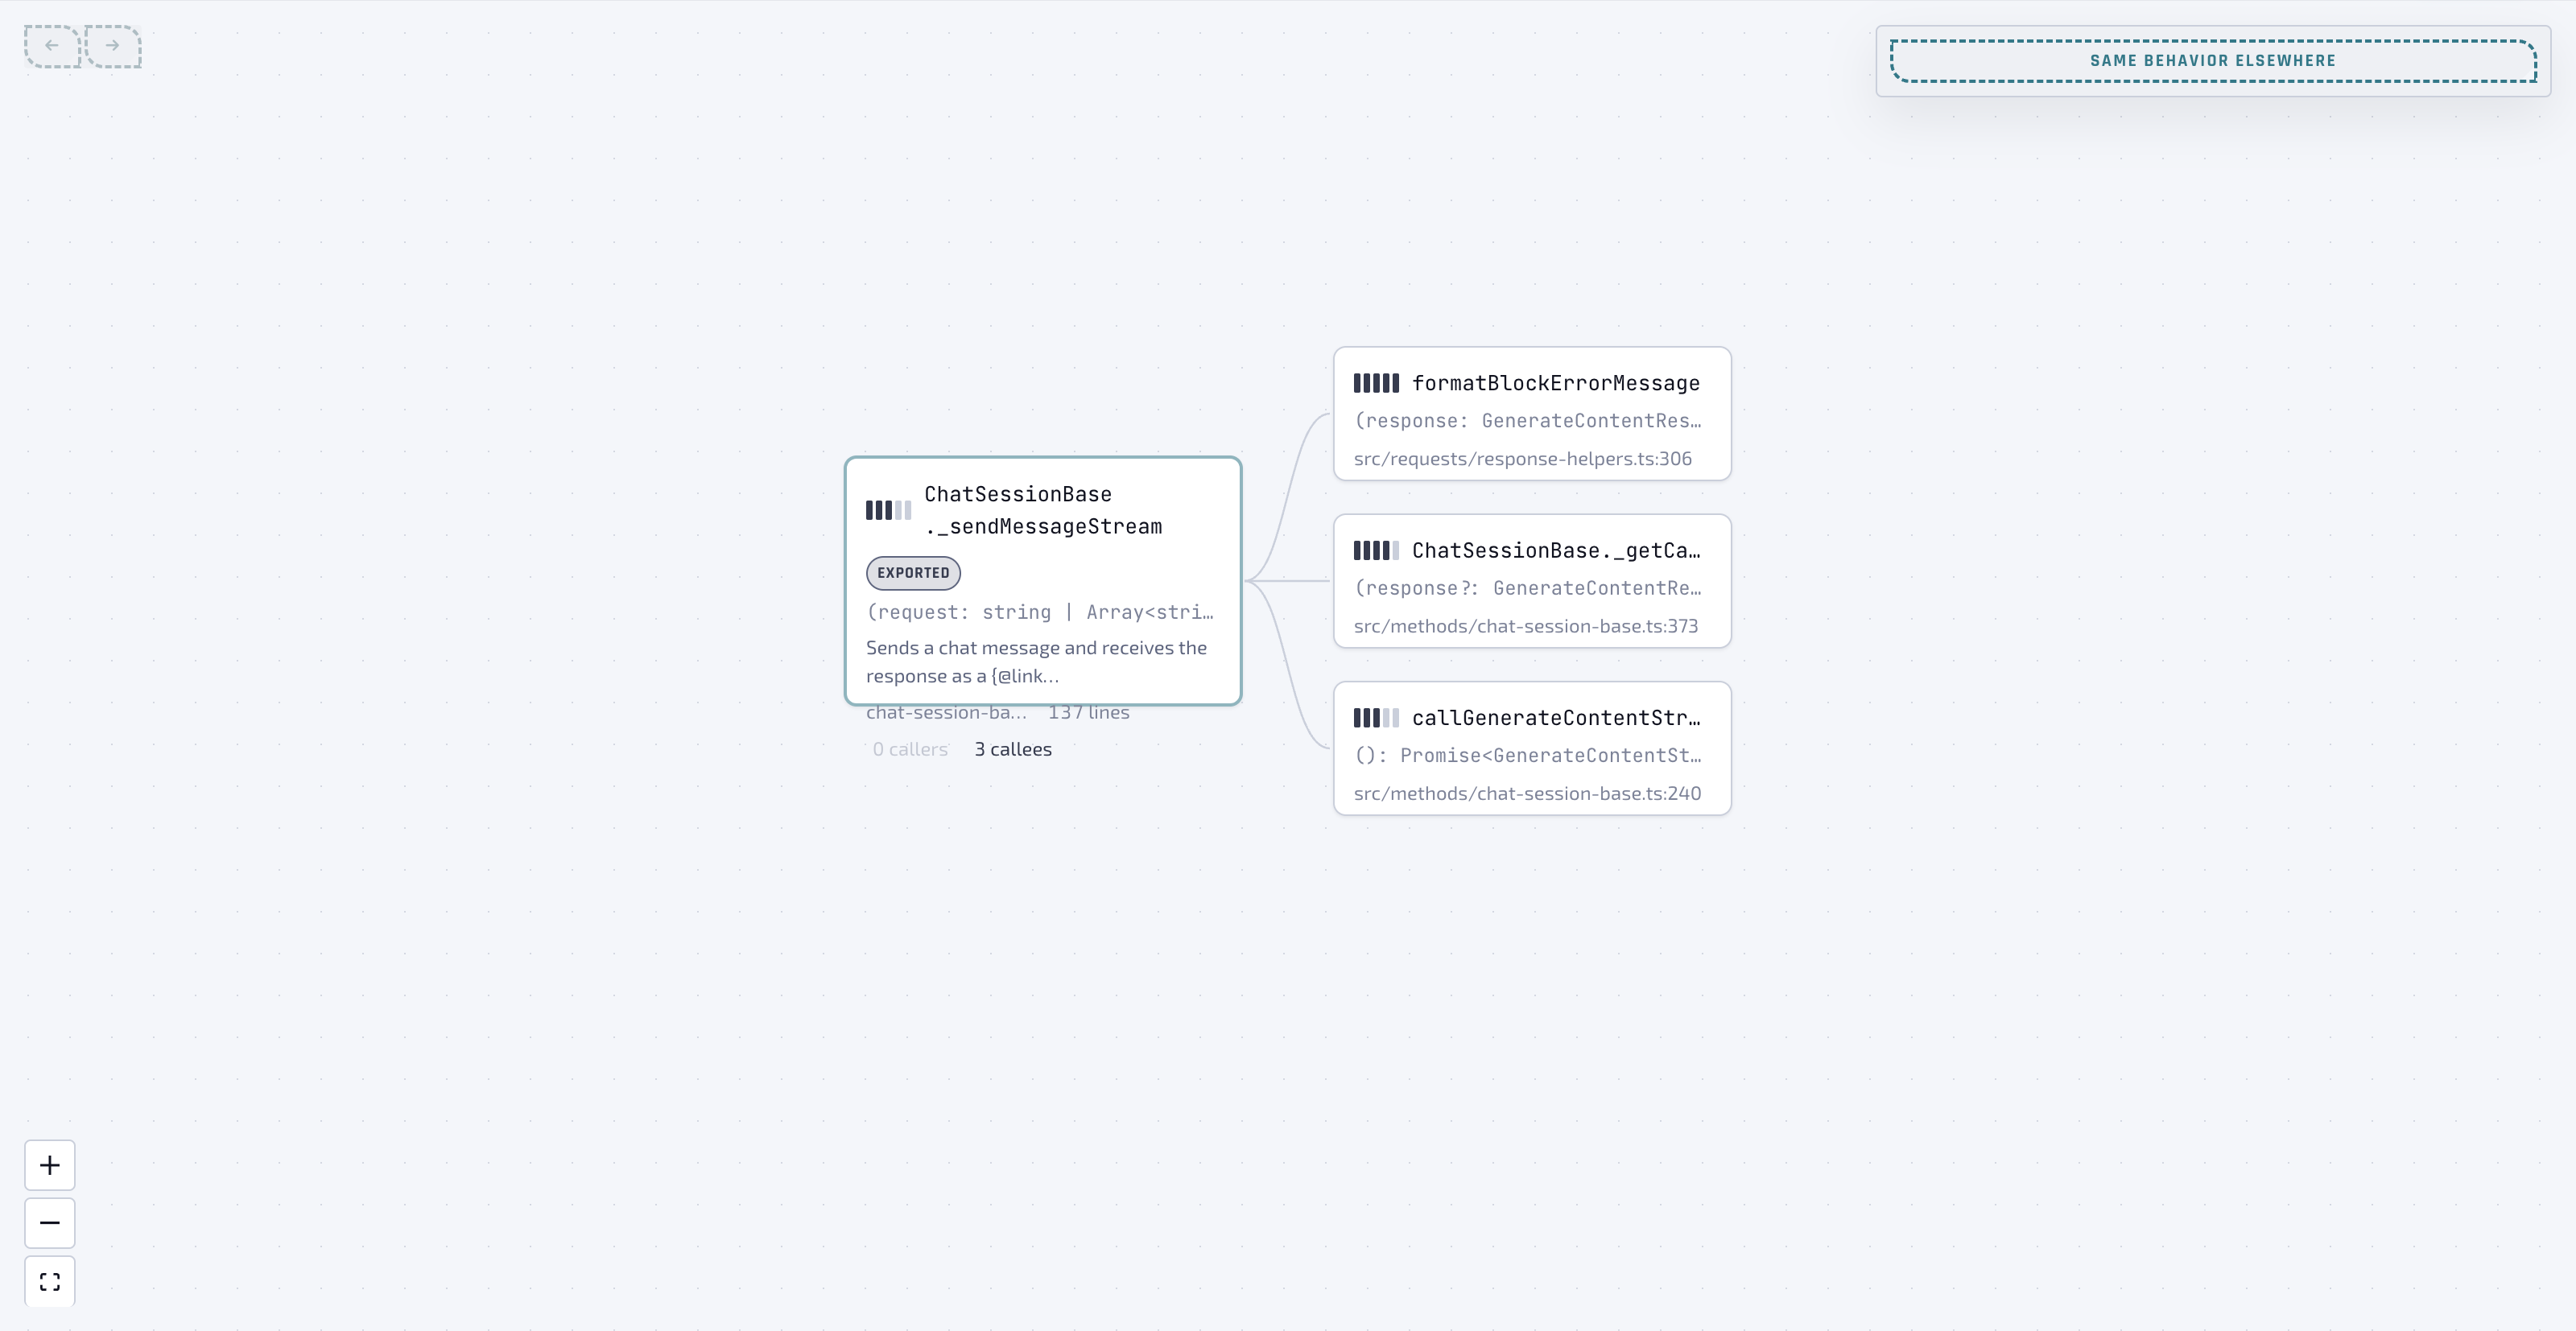 SAME BEHAVIOR ELSEWHERE
ChatSessionBase
._sendMessageStream
EXPORTED
(request: string | Array<stri…
Sends a chat message and receives the
response as a {@link…
chat-session-ba… 137 lines
0 callers 3 callees
formatBlockErrorMessage
(response: GenerateContentRes…
src/requests/response-helpers.ts:306
ChatSessionBase._getCa…
(response?: GenerateContentRe…
src/methods/chat-session-base.ts:373
callGenerateContentStr…
(): Promise<GenerateContentSt…
src/methods/chat-session-base.ts:240